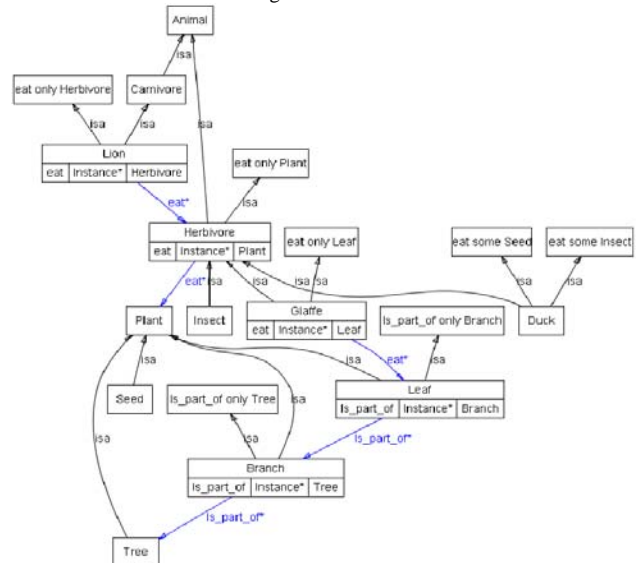 Animal
isa
eat only Herbivore
Carnivore
isa
isa
isa
Lion
eat Instance* Herbivore
eat only Plant
eat*
isa
Herbivore
eat Instance* Plant
eat only Leaf
eat some Seed
eat some Insect
eat*
isa
isa
isa
isa
isa
isa
Plant
Insect
Giaffe
eat Instance* Leaf
Is_part_of only Branch
Duck
isa
isa
eat*
isa
Seed
Is_part_of only Tree
Leaf
Is_part_of Instance* Branch
isa
isa
isa
Is_part_of*
Branch
Is_part_of Instance* Tree
Is_part_of*
Tree